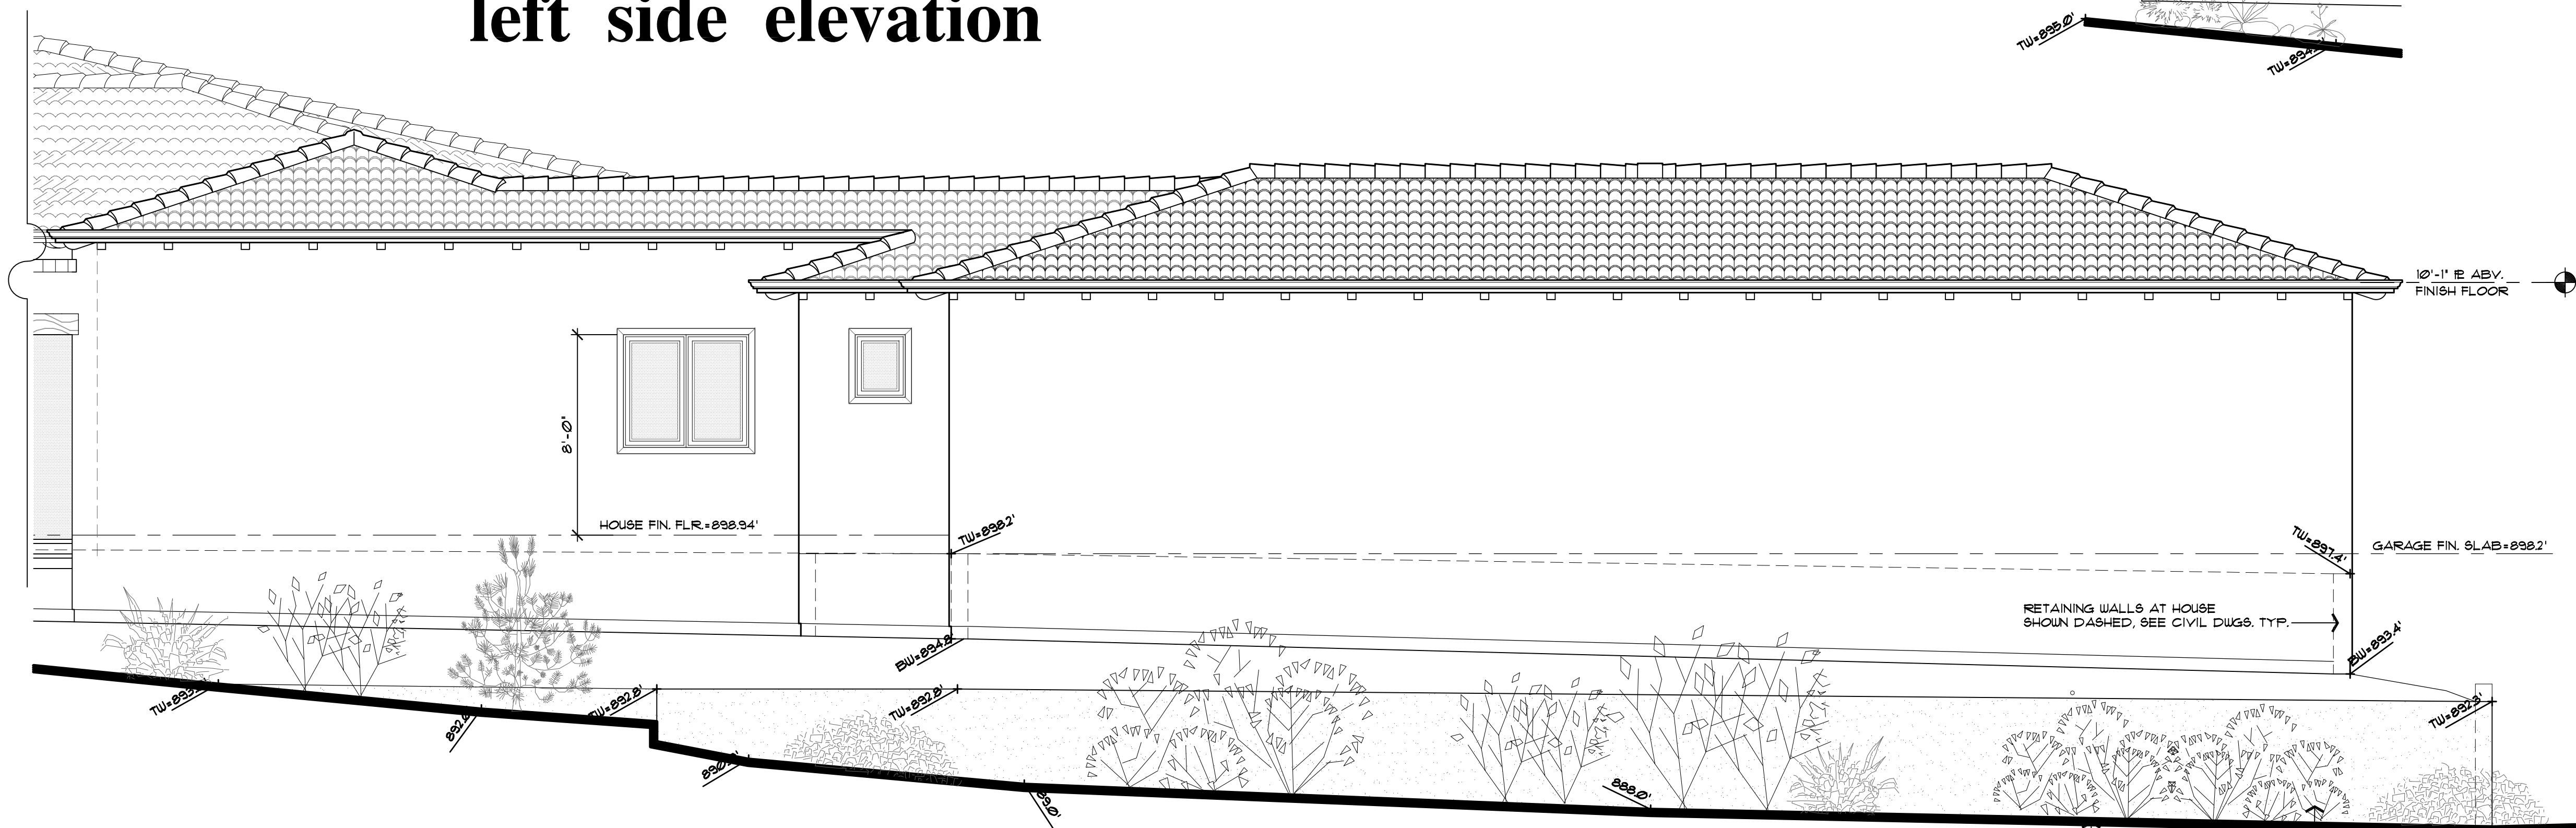 left side elevation
TW=895.0'
10'-1" PL ABV.
FINISH FLOOR
8'-0"
HOUSE FIN. FLR.=898.94'
TW=898.2'
TW=897.4'
GARAGE FIN. SLAB=898.2'
RETAINING WALLS AT HOUSE
SHOWN DASHED, SEE CIVIL DWGS. TYP.
BW=894.8'
BW=893.4'
TW=892.8'
TW=892.8'
TW=892.3'
888.0'